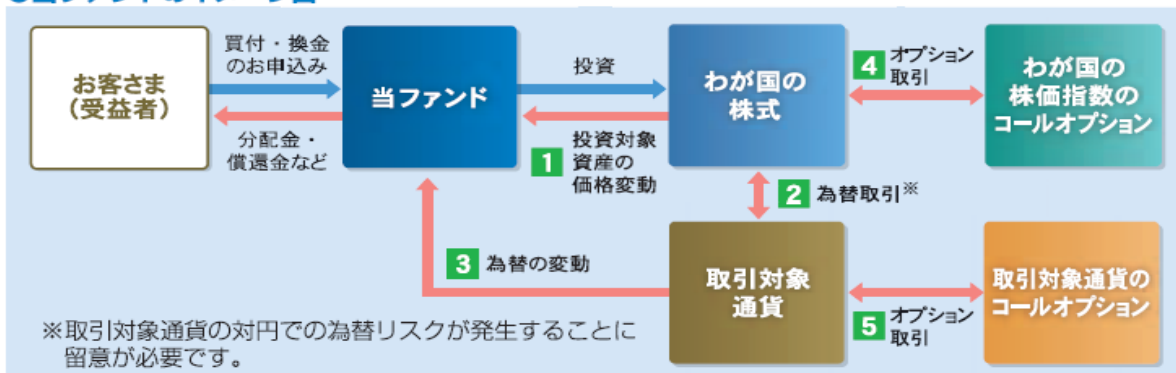 お客さま
（受益者）
買付・換金
のお申込み
分配金・
償還金など
当ファンド
投資
1 投資対象
資産の
価格変動
わが国の
株式
4 オプション
取引
わが国の
株価指数の
コールオプション
2 為替取引※
3 為替の変動
取引対象
通貨
5 オプション
取引
取引対象通貨の
コールオプション
※取引対象通貨の対円での為替リスクが発生することに
留意が必要です。